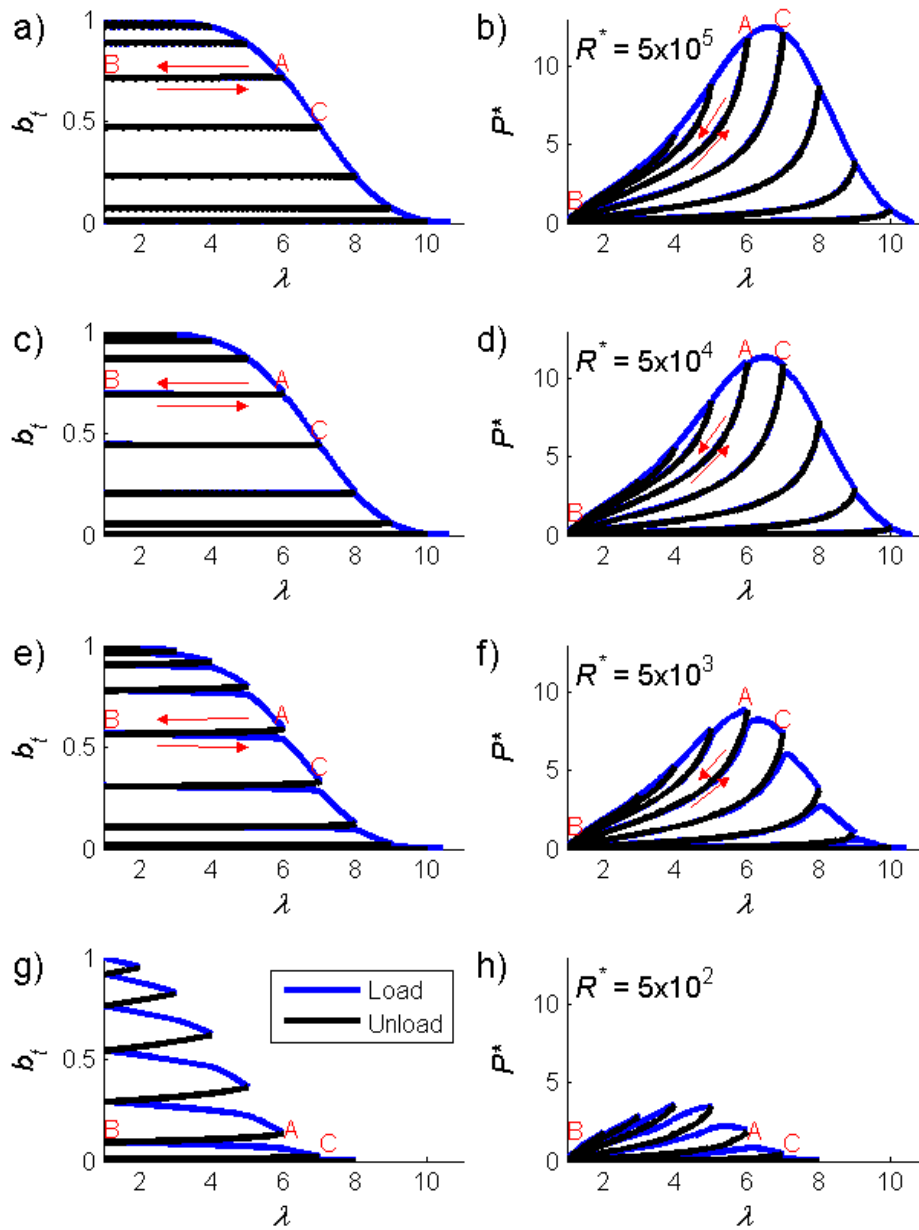 a)
1
0.5
0
b_t
B
A
C
2 4 6 8 10
λ
b)
R* = 5x10^5
10
5
0
P*
B
A
C
2 4 6 8 10
λ
c)
1
0.5
0
b_t
B
A
C
2 4 6 8 10
λ
d)
R* = 5x10^4
10
5
0
P*
B
A
C
2 4 6 8 10
λ
e)
1
0.5
0
b_t
B
A
C
2 4 6 8 10
λ
f)
R* = 5x10^3
10
5
0
P*
B
A
C
2 4 6 8 10
λ
g)
1
0.5
0
b_t
Load
Unload
B
A
C
2 4 6 8 10
λ
h)
R* = 5x10^2
10
5
0
P*
B
A
C
2 4 6 8 10
λ